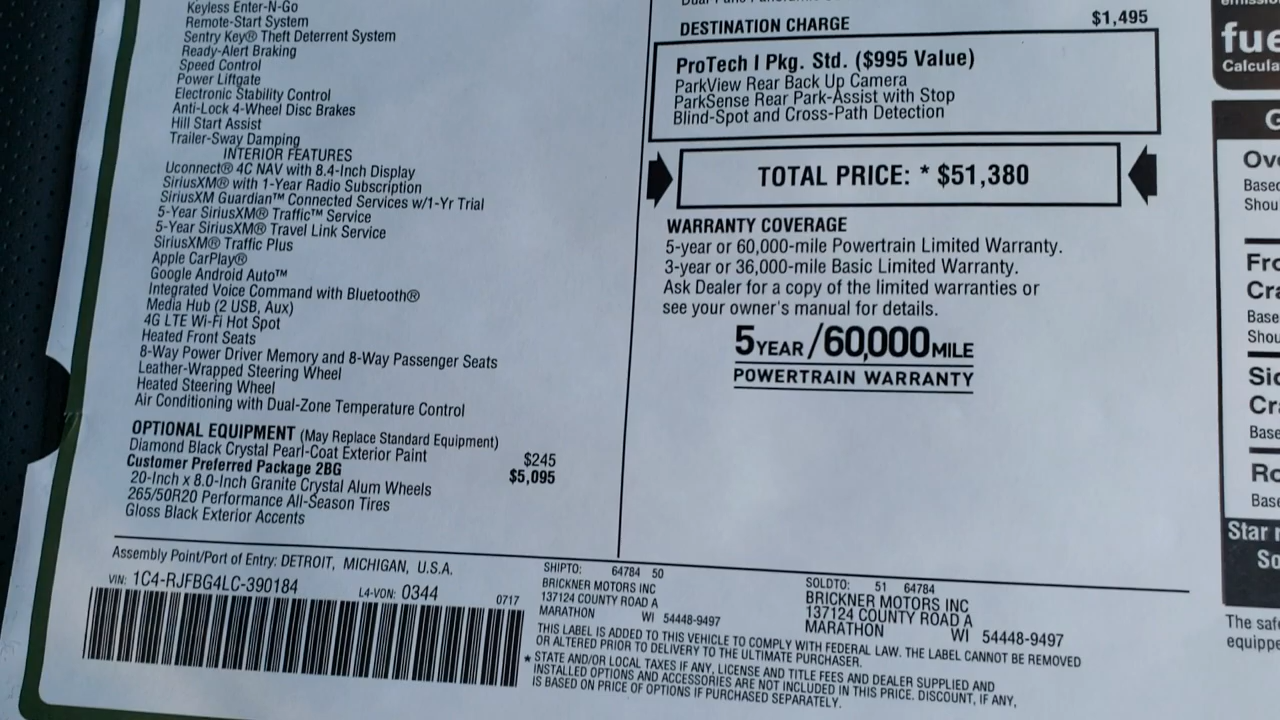 Keyless Enter-N-Go
Remote-Start System
Sentry Key® Theft Deterrent System
Ready-Alert Braking
Speed Control
Power Liftgate
Electronic Stability Control
Anti-Lock 4-Wheel Disc Brakes
Hill Start Assist
Trailer-Sway Damping
INTERIOR FEATURES
Uconnect® 4C NAV with 8.4-Inch Display
SiriusXM® with 1-Year Radio Subscription
SiriusXM Guardian™ Connected Services w/1-Yr Trial
5-Year SiriusXM® Traffic™ Service
5-Year SiriusXM® Travel Link Service
SiriusXM® Traffic Plus
Apple CarPlay®
Google Android Auto™
Integrated Voice Command with Bluetooth®
Media Hub (2 USB, Aux)
4G LTE Wi-Fi Hot Spot
Heated Front Seats
8-Way Power Driver Memory and 8-Way Passenger Seats
Leather-Wrapped Steering Wheel
Heated Steering Wheel
Air Conditioning with Dual-Zone Temperature Control
OPTIONAL EQUIPMENT (May Replace Standard Equipment)
Diamond Black Crystal Pearl-Coat Exterior Paint $245
Customer Preferred Package 2BG $5,095
20-Inch x 8.0-Inch Granite Crystal Alum Wheels
265/50R20 Performance All-Season Tires
Gloss Black Exterior Accents
DESTINATION CHARGE $1,495
ProTech I Pkg. Std. ($995 Value)
ParkView Rear Back Up Camera
ParkSense Rear Park-Assist with Stop
Blind-Spot and Cross-Path Detection
TOTAL PRICE: * $51,380
WARRANTY COVERAGE
5-year or 60,000-mile Powertrain Limited Warranty.
3-year or 36,000-mile Basic Limited Warranty.
Ask Dealer for a copy of the limited warranties or
see your owner's manual for details.
5 YEAR/60,000 MILE
POWERTRAIN WARRANTY
Assembly Point/Port of Entry: DETROIT, MICHIGAN, U.S.A.
VIN: 1C4-RJFBG4LC-390184 L4-VON: 0344 0717
SHIPTO: 64784 50
BRICKNER MOTORS INC
137124 COUNTY ROAD A
MARATHON WI 54448-9497
SOLDTO: 51 64784
BRICKNER MOTORS INC
137124 COUNTY ROAD A
MARATHON WI 54448-9497
THIS LABEL IS ADDED TO THIS VEHICLE TO COMPLY WITH FEDERAL LAW. THE LABEL CANNOT BE REMOVED
OR ALTERED PRIOR TO DELIVERY TO THE ULTIMATE PURCHASER.
* STATE AND/OR LOCAL TAXES IF ANY, LICENSE AND TITLE FEES AND DEALER SUPPLIED AND
INSTALLED OPTIONS AND ACCESSORIES ARE NOT INCLUDED IN THIS PRICE. DISCOUNT, IF ANY,
IS BASED ON PRICE OF OPTIONS IF PURCHASED SEPARATELY.
fue
Calcula
G
Ove
Based
Shou
Fro
Cra
Base
Shou
Sid
Cra
Base
Ro
Base
Star r
So
The safe
equippe